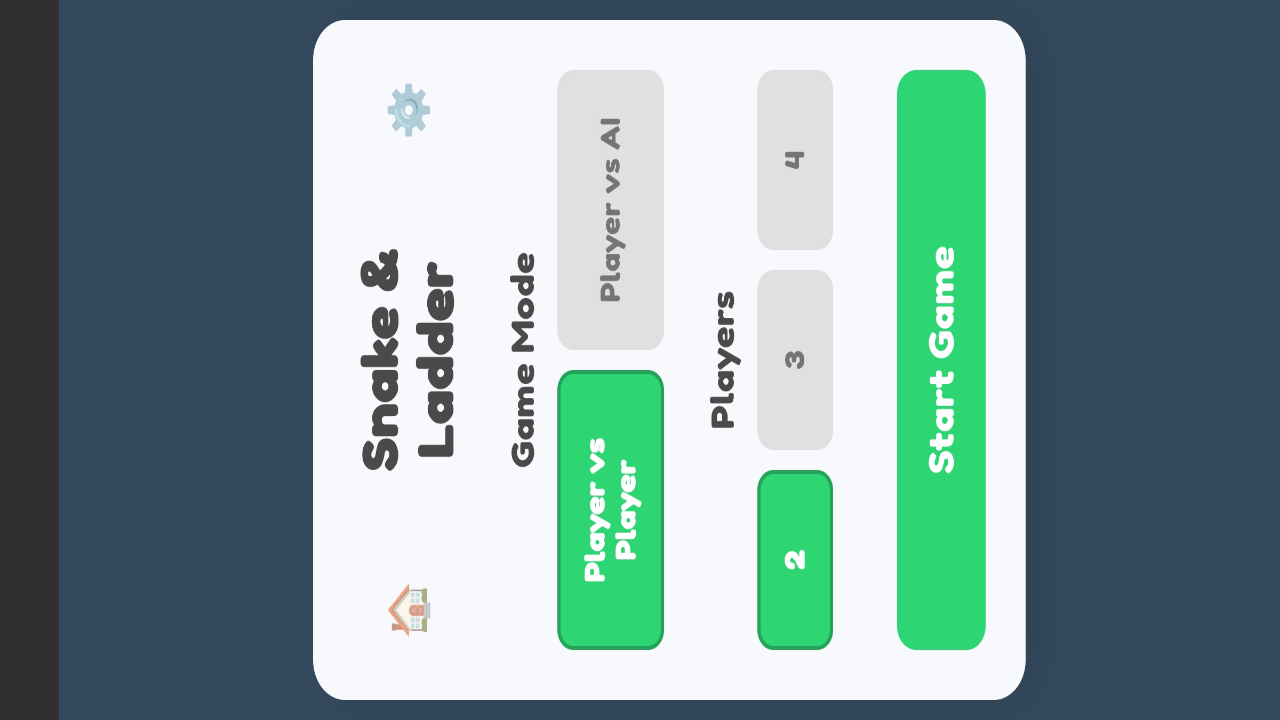 Snake &
Ladder
Game Mode
Player vs
Player
Player vs AI
Players
2
3
4
Start Game